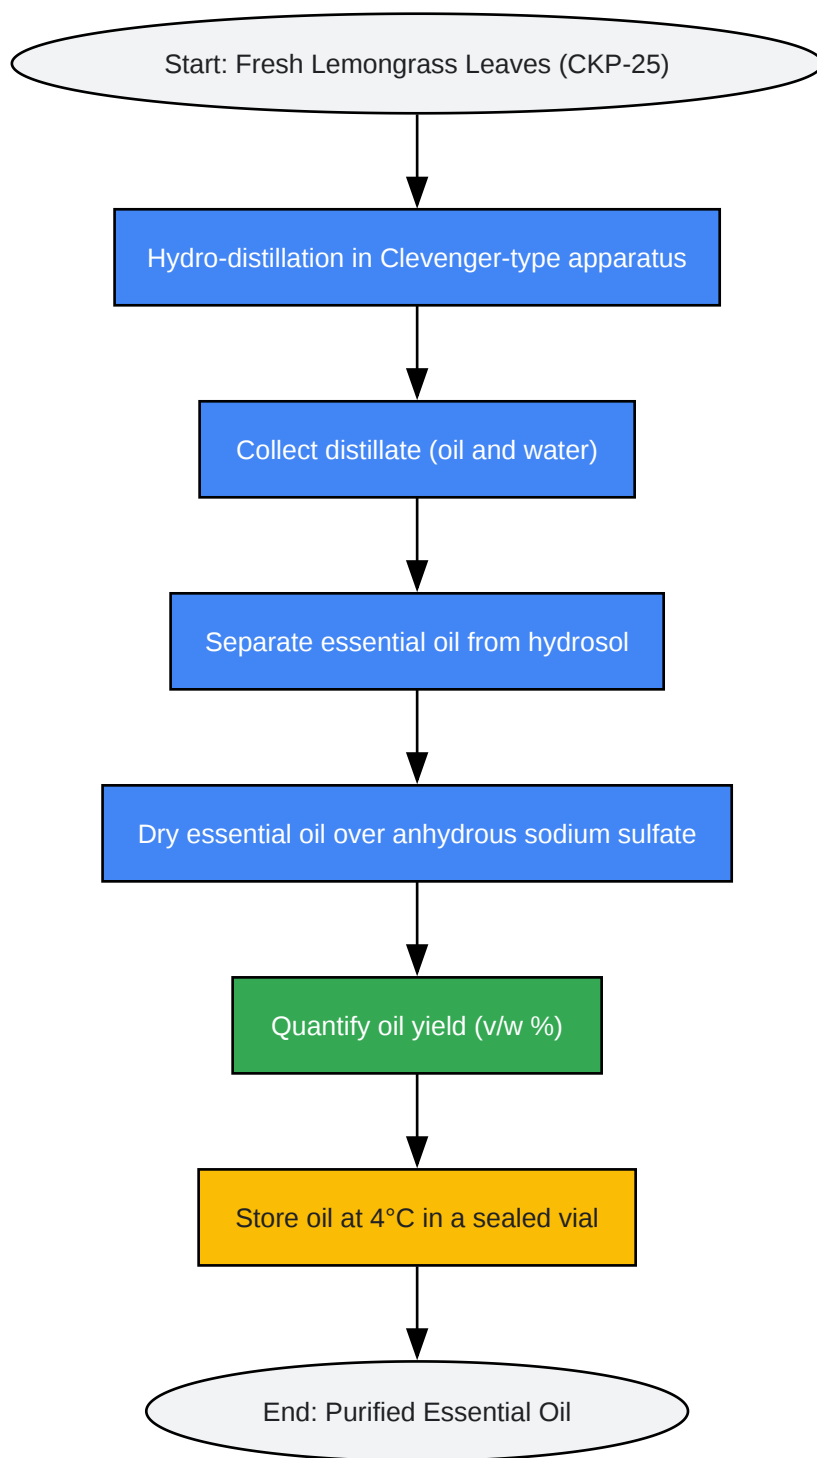 Start: Fresh Lemongrass Leaves (CKP-25)
Hydro-distillation in Clevenger-type apparatus
Collect distillate (oil and water)
Separate essential oil from hydrosol
Dry essential oil over anhydrous sodium sulfate
Quantify oil yield (v/w %)
Store oil at 4°C in a sealed vial
End: Purified Essential Oil